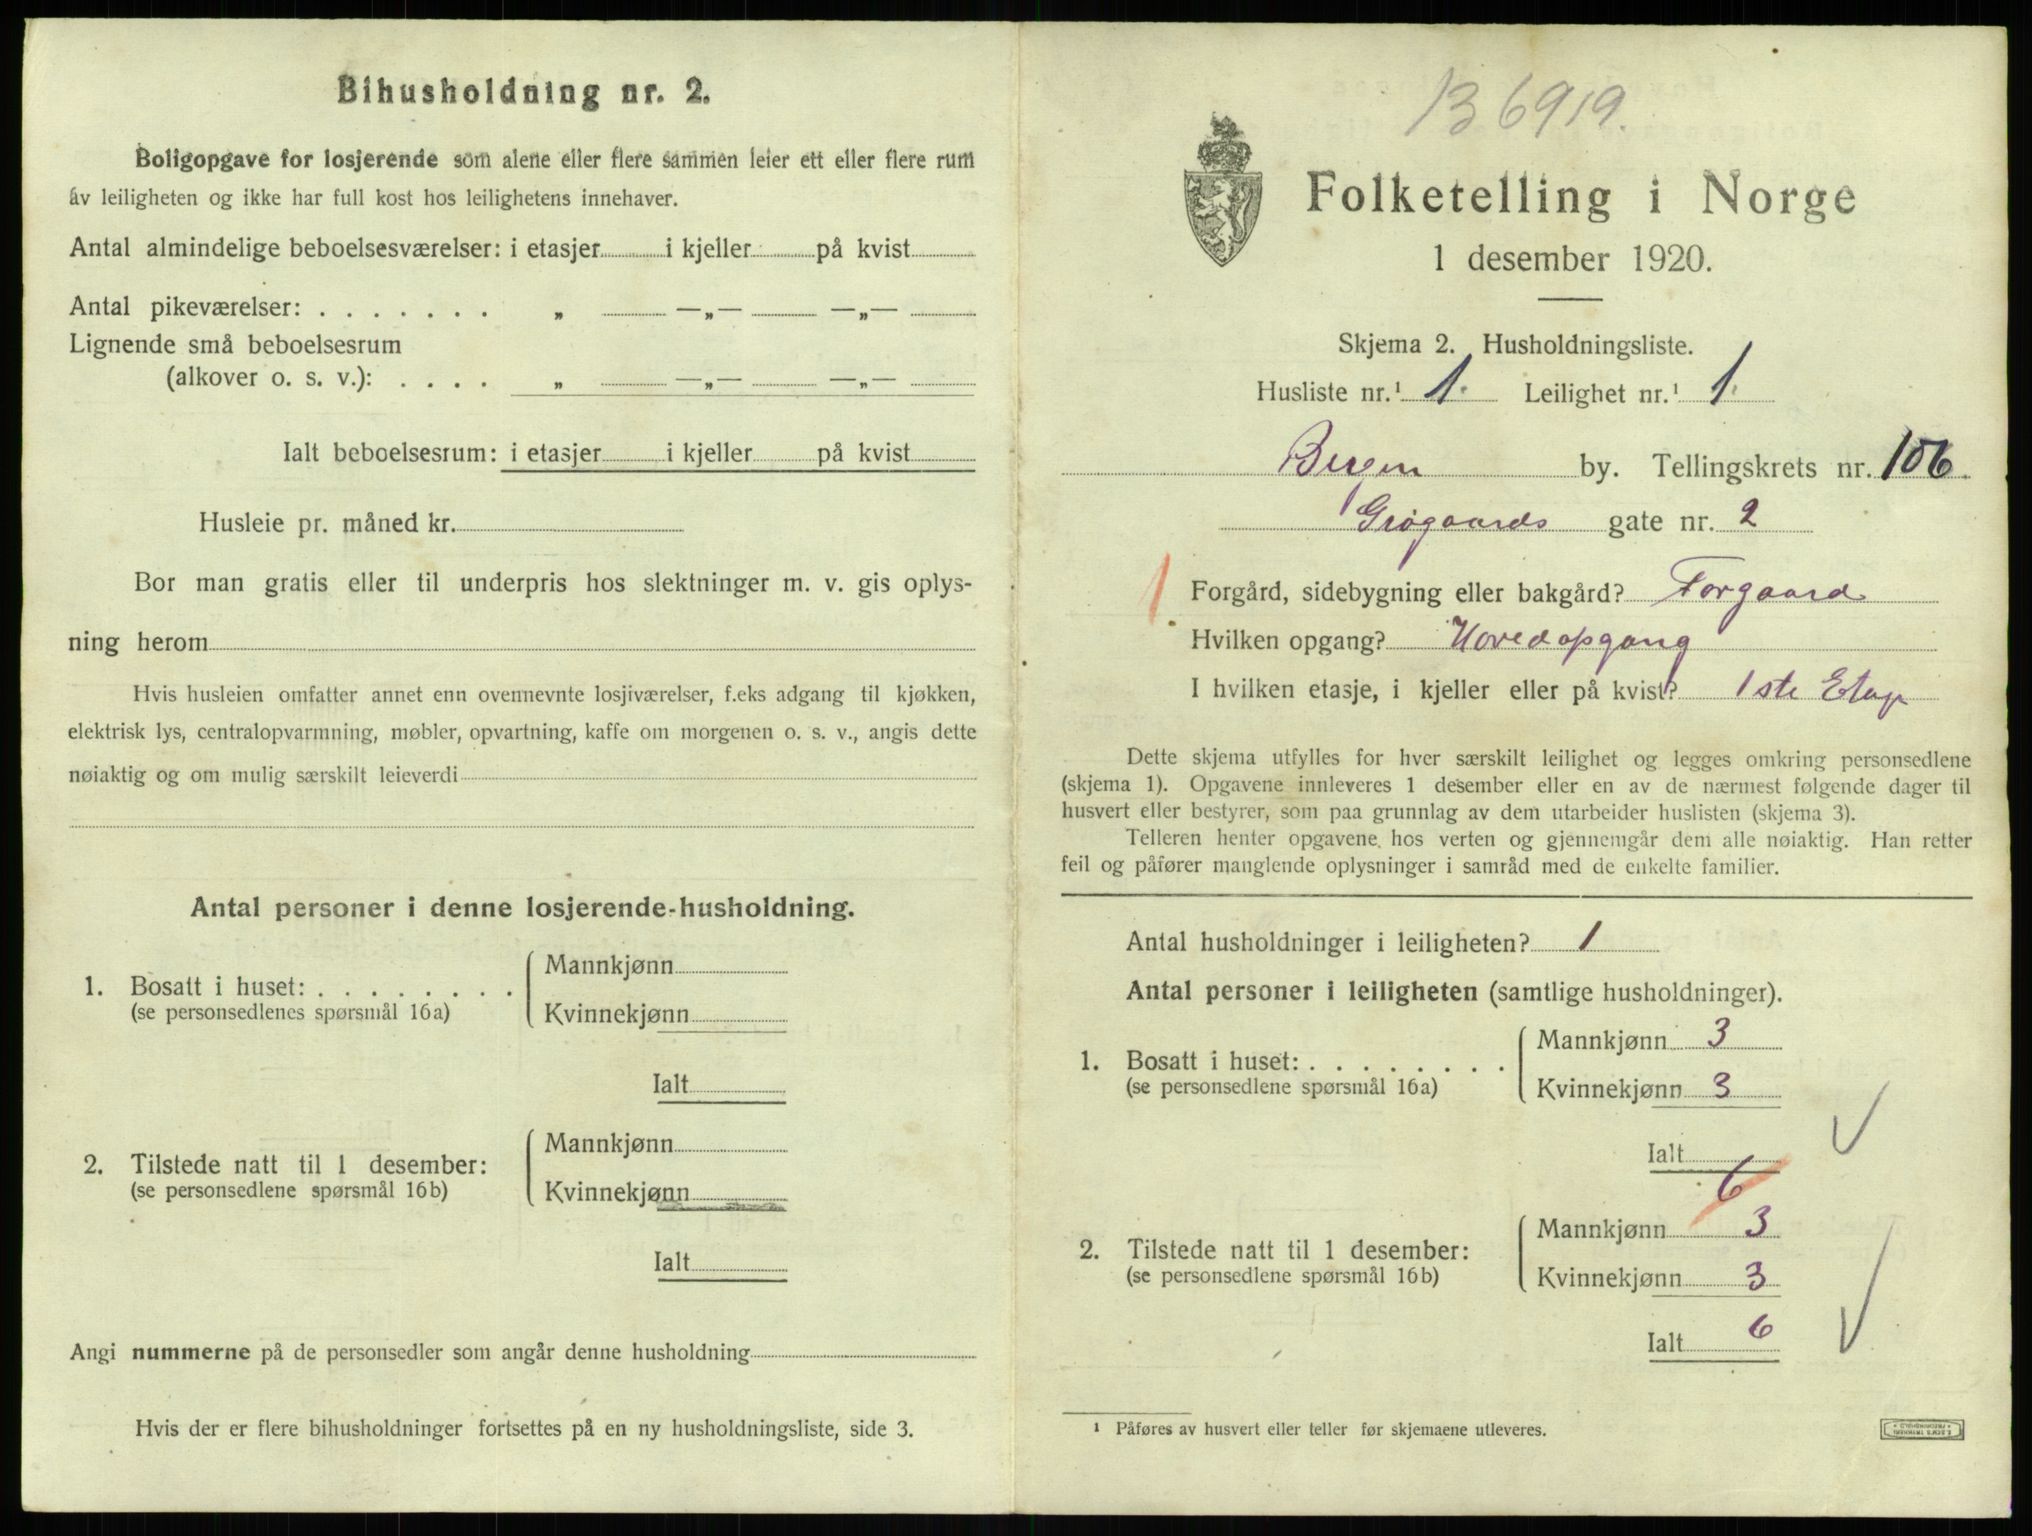 Bihusholdning nr. 2.
Boligopgave for losjerende som alene eller flere sammen leier ett eller flere rum
av leiligheten og ikke har full kost hos leilighetens innehaver.
Antal almindelige beboelsesværelser: i etasjer i kjeller på kvist
Antal pikeværelser: . . . . . . . „ —„— —„—
Lignende små beboelsesrum
(alkover o. s. v.): . . . . „ —„— —„—
Ialt beboelsesrum: i etasjer i kjeller på kvist
Husleie pr. måned kr.
Bor man gratis eller til underpris hos slektninger m. v. gis oplys-
ning herom
Hvis husleien omfatter annet enn ovennevnte losjiværelser, f.eks adgang til kjøkken,
elektrisk lys, centralopvarmning, møbler, opvartning, kaffe om morgenen o. s. v., angis dette
nøiaktig og om mulig særskilt leieverdi
Antal personer i denne losjerende-husholdning.
1. Bosatt i huset: . . . . . . . .
(se personsedlenes spørsmål 16a)
Mannkjønn
Kvinnekjønn
Ialt
2. Tilstede natt til 1 desember:
(se personsedlene spørsmål 16b)
Mannkjønn
Kvinnekjønn
Ialt
Angi nummerne på de personsedler som angår denne husholdning
Hvis der er flere bihusholdninger fortsettes på en ny husholdningsliste, side 3.
136919.
Folketelling i Norge
1 desember 1920.
Skjema 2. Husholdningsliste.
Husliste nr.¹ 1. Leilighet nr.¹ 1.
Bergen by. Tellingskrets nr. 106
Grøgaards gate nr. 2
1 Forgård, sidebygning eller bakgård? Forgaard
Hvilken opgang? Hovedopgang
I hvilken etasje, i kjeller eller på kvist? 1ste Etage
Dette skjema utfylles for hver særskilt leilighet og legges omkring personsedlene
(skjema 1). Opgavene innleveres 1 desember eller en av de nærmest følgende dager til
husvert eller bestyrer, som paa grunnlag av dem utarbeider huslisten (skjema 3).
Telleren henter opgavene hos verten og gjennemgår dem alle nøiaktig. Han retter
feil og påfører manglende oplysninger i samråd med de enkelte familier.
Antal husholdninger i leiligheten? 1
Antal personer i leiligheten (samtlige husholdninger).
1. Bosatt i huset: . . . . . . . .
(se personsedlene spørsmål 16a)
Mannkjønn 3
Kvinnekjønn 3
Ialt 6
2. Tilstede natt til 1 desember:
(se personsedlene spørsmål 16b)
Mannkjønn 3
Kvinnekjønn 3
Ialt 6
¹ Påføres av husvert eller teller før skjemaene utleveres.